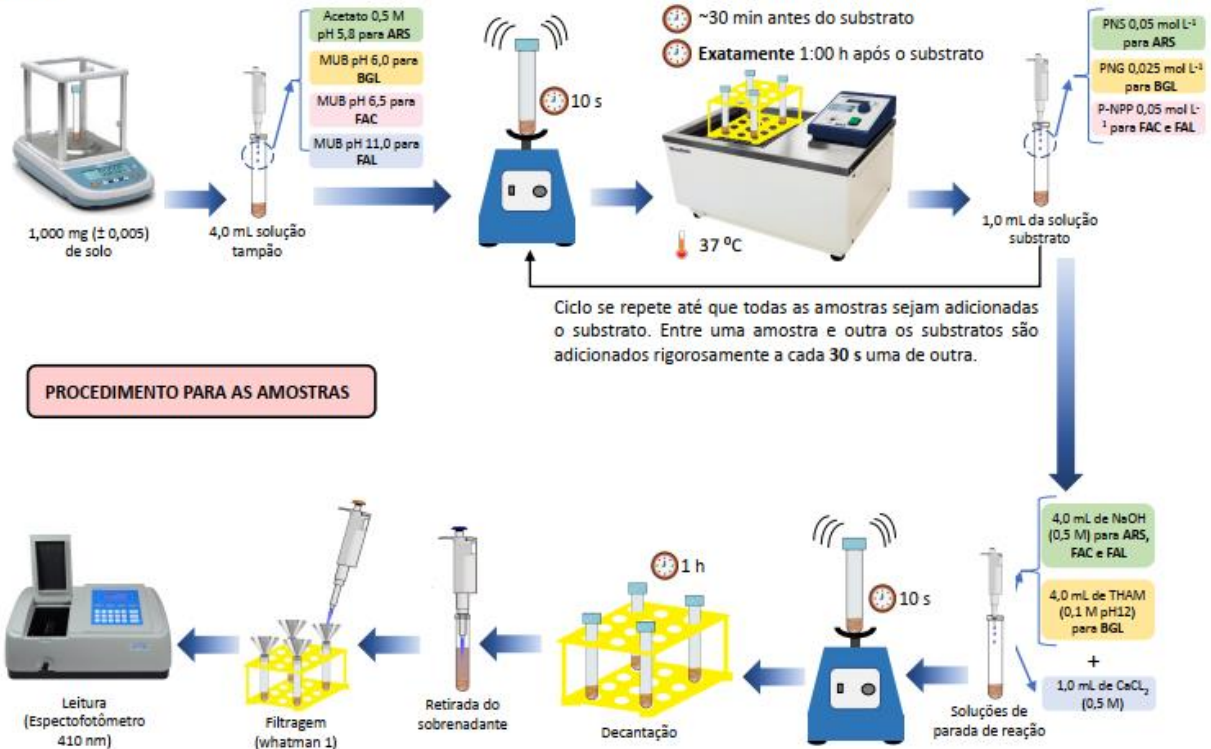 1,000 mg (± 0,005)
de solo
4,0 mL solução
tampão
Acetato 0,5 M
pH 5,8 para ARS
MUB pH 6,0 para
BGL
MUB pH 6,5 para
FAC
MUB pH 11,0 para
FAL
10 s
~30 min antes do substrato
Exatamente 1:00 h após o substrato
37 ⁰C
1,0 mL da solução
substrato
PNS 0,05 mol L⁻¹
para ARS
PNG 0,025 mol L⁻¹
para BGL
P-NPP 0,05 mol L⁻
¹ para FAC e FAL
Ciclo se repete até que todas as amostras sejam adicionadas
o substrato. Entre uma amostra e outra os substratos são
adicionados rigorosamente a cada 30 s uma de outra.
PROCEDIMENTO PARA AS AMOSTRAS
4,0 mL de NaOH
(0,5 M) para ARS,
FAC e FAL
4,0 mL de THAM
(0,1 M pH12)
para BGL
+
1,0 mL de CaCL₂
(0,5 M)
Soluções de
parada de reação
10 s
1 h
Decantação
Retirada do
sobrenadante
Filtragem
(whatman 1)
Leitura
(Espectofotômetro
410 nm)